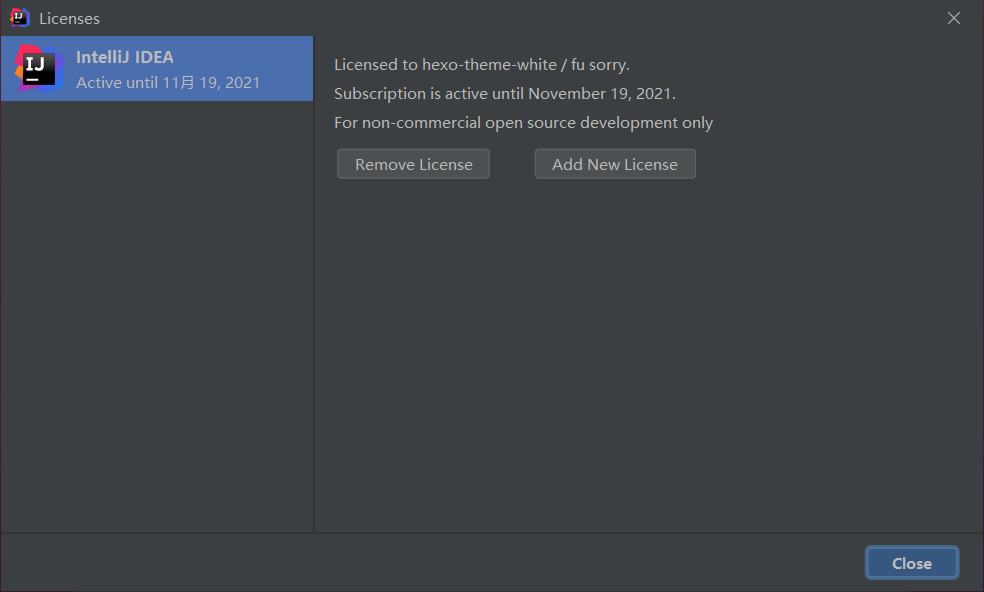 Licenses
IntelliJ IDEA
Active until 11月 19, 2021
Licensed to hexo-theme-white / fu sorry.
Subscription is active until November 19, 2021.
For non-commercial open source development only
Remove License
Add New License
Close